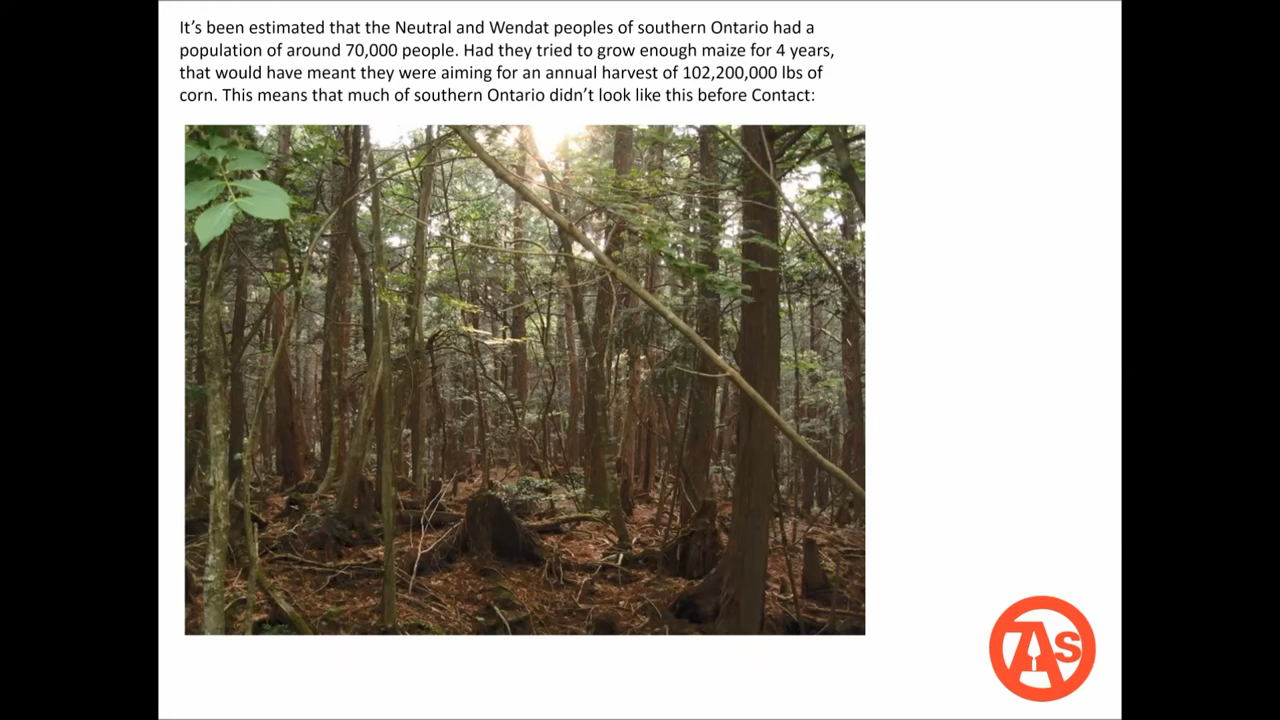 It’s been estimated that the Neutral and Wendat peoples of southern Ontario had a
population of around 70,000 people. Had they tried to grow enough maize for 4 years,
that would have meant they were aiming for an annual harvest of 102,200,000 lbs of
corn. This means that much of southern Ontario didn’t look like this before Contact:
7As